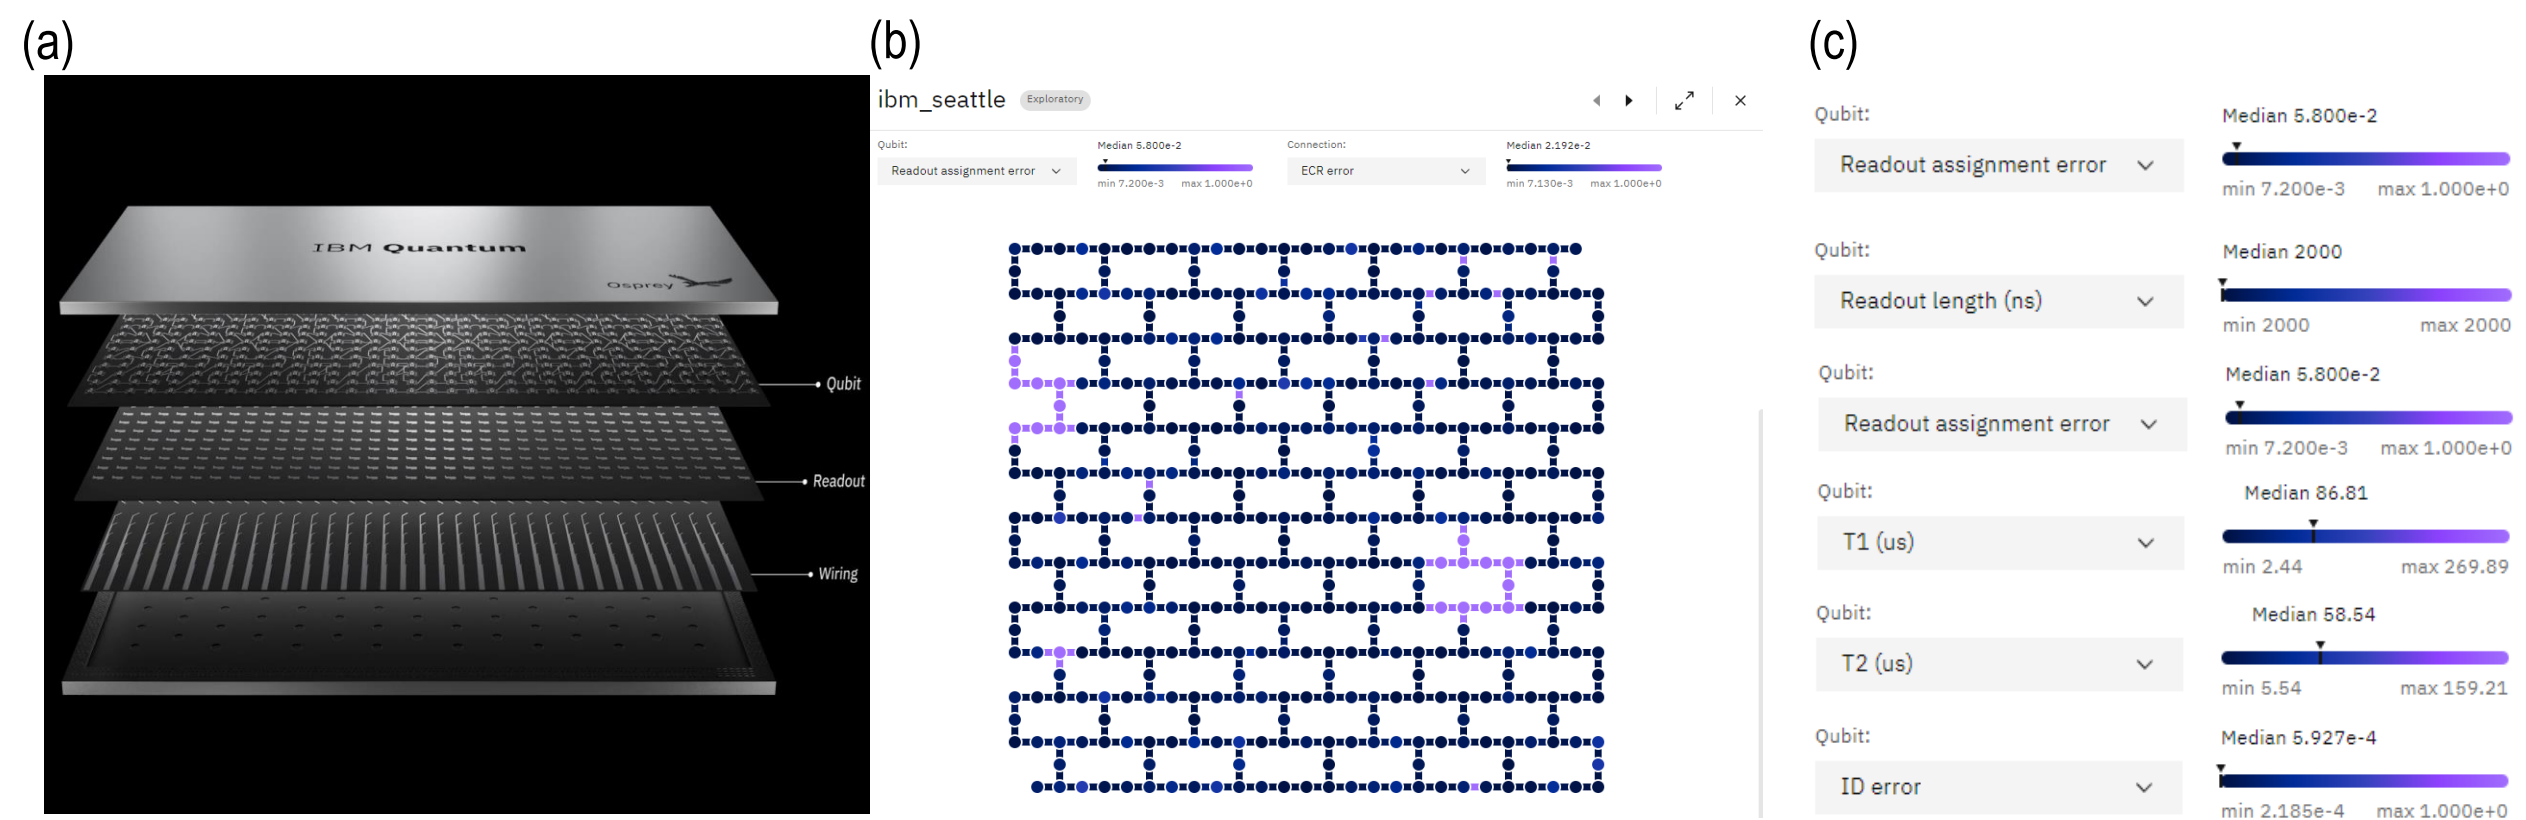 (a)
IBM Quantum
Osprey
Qubit
Readout
Wiring
(b)
ibm_seattle Exploratory
Qubit:
Readout assignment error
Median 5.800e-2
min 7.200e-3 max 1.000e+0
Connection:
ECR error
Median 2.192e-2
min 7.130e-3 max 1.000e+0
(c)
Qubit:
Readout assignment error
Median 5.800e-2
min 7.200e-3 max 1.000e+0
Qubit:
Readout length (ns)
Median 2000
min 2000 max 2000
Qubit:
Readout assignment error
Median 5.800e-2
min 7.200e-3 max 1.000e+0
Qubit:
T1 (us)
Median 86.81
min 2.44 max 269.89
Qubit:
T2 (us)
Median 58.54
min 5.54 max 159.21
Qubit:
ID error
Median 5.927e-4
min 2.185e-4 max 1.000e+0